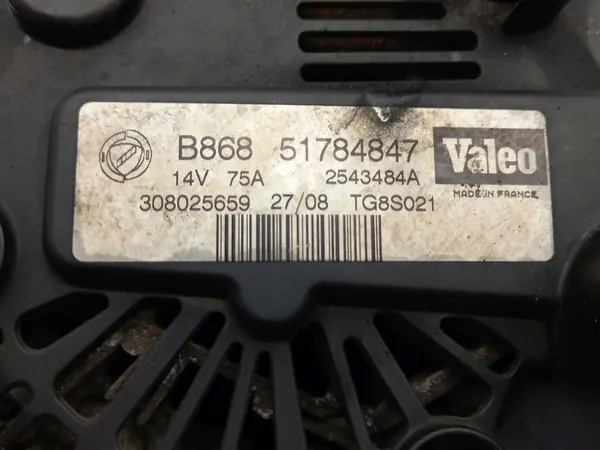 B868 51784847 Valeo
14V 75A 2543484A MADE IN FRANCE
308025659 27/08 TG8S021